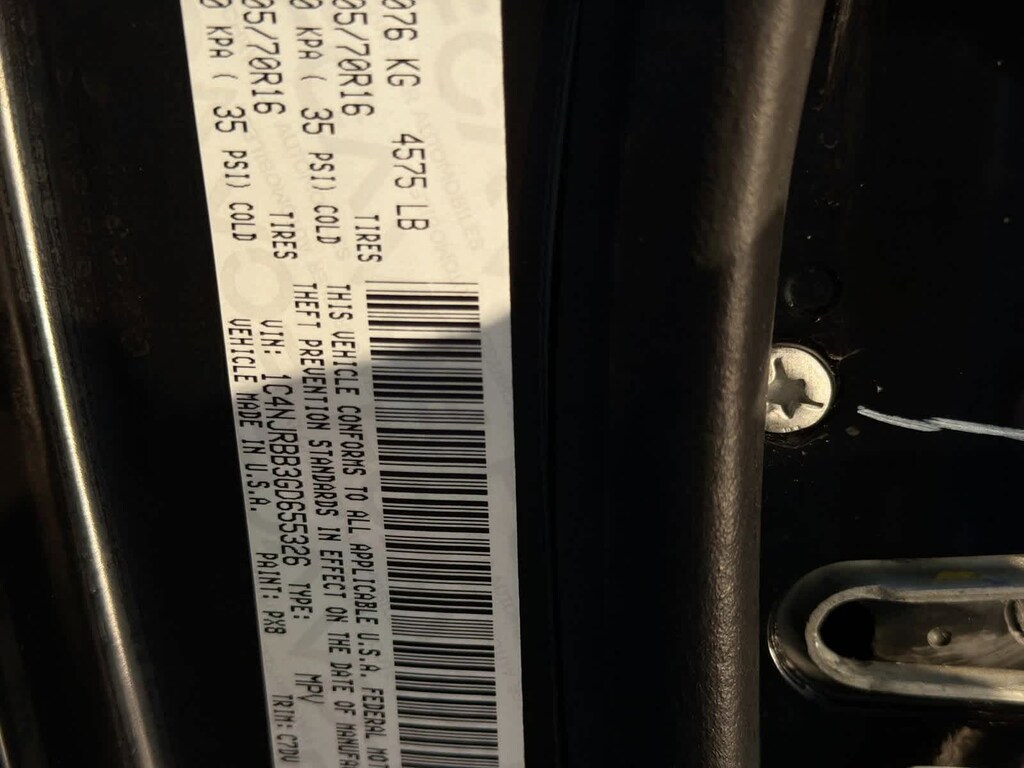 076 KG 4575 LB
TIRES
05/70R16
0 KPA ( 35 PSI) COLD
TIRES
05/70R16
0 KPA ( 35 PSI) COLD
THIS VEHICLE CONFORMS TO ALL APPLICABLE U.S.A. FEDERAL MOT
THEFT PREVENTION STANDARDS IN EFFECT ON THE DATE OF MANUFA
VIN: 1C4NJRBB3GD655326 TYPE: MPV
VEHICLE MADE IN U.S.A. PAINT: PX8 TRIM: C7DV